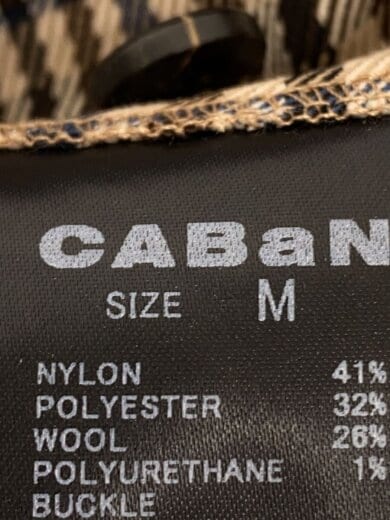 CABaN
SIZE M
NYLON 41%
POLYESTER 32%
WOOL 26%
POLYURETHANE 1%
BUCKLE